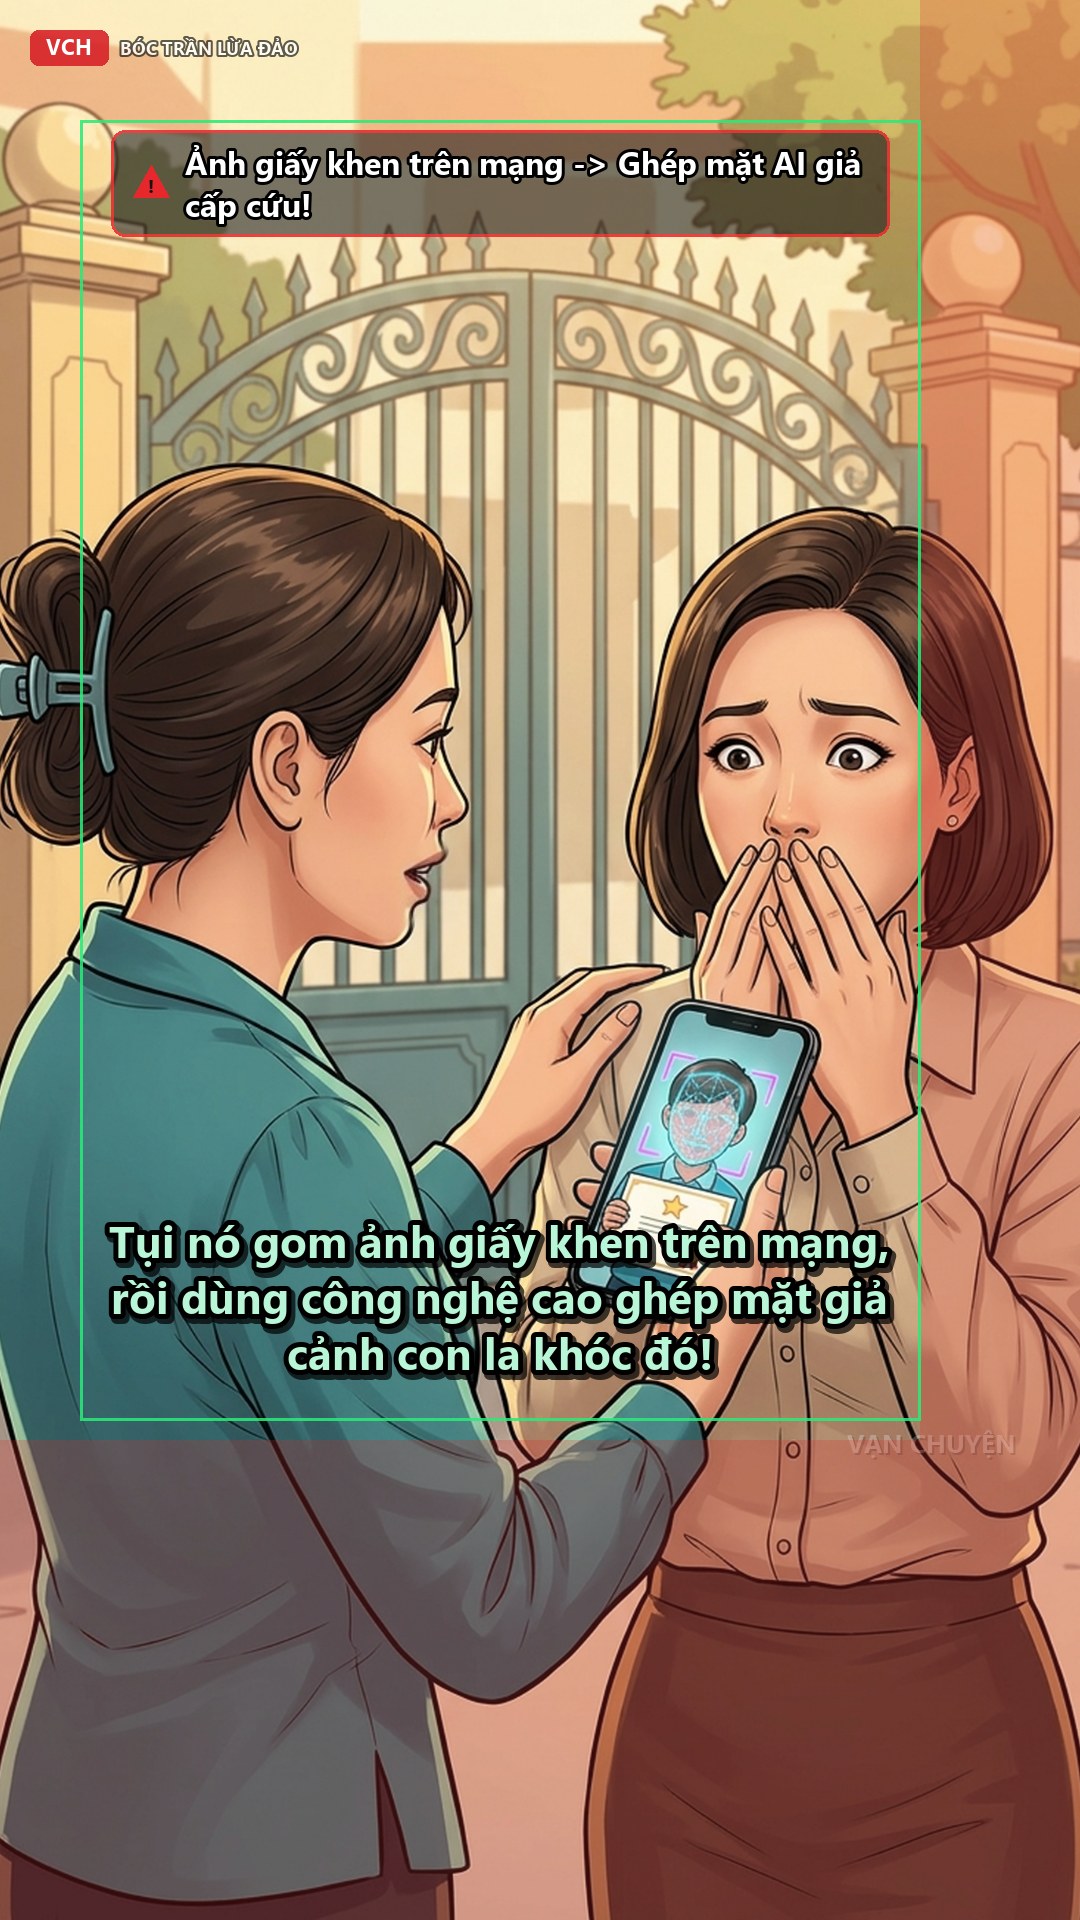 VCH BÓC TRẦN LỪA ĐẢO
Ảnh giấy khen trên mạng -> Ghép mặt AI giả
cấp cứu!
Tụi nó gom ảnh giấy khen trên mạng,
rồi dùng công nghệ cao ghép mặt giả
cảnh con la khóc đó!
VẠN CHUYỆN